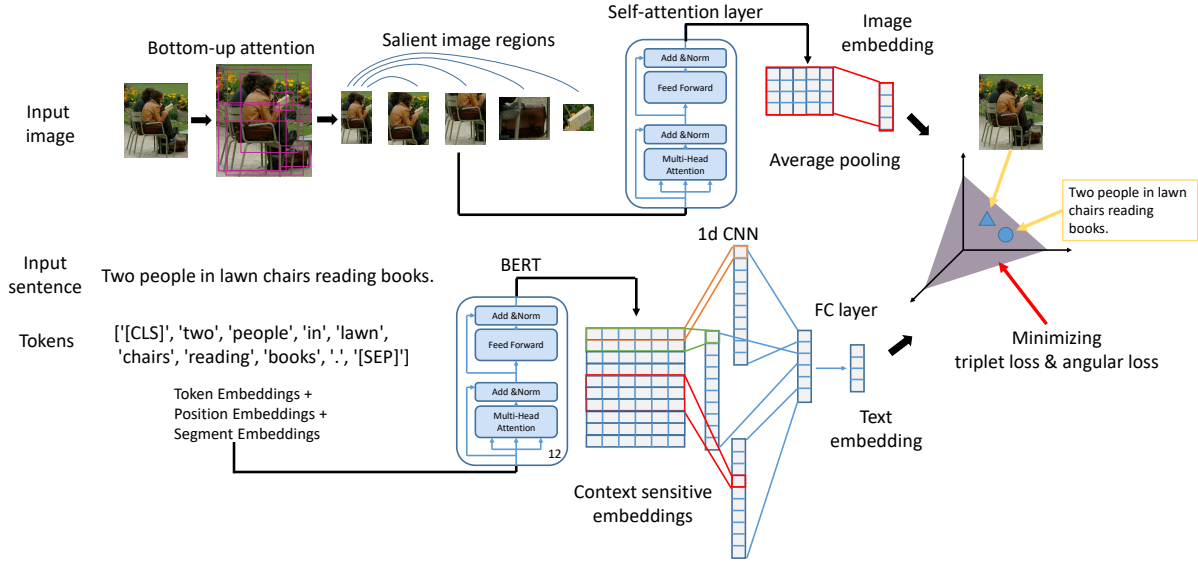 Self-attention layer
Image
embedding
Bottom-up attention
Salient image regions
Add &Norm
Feed Forward
Add &Norm
Multi-Head
Attention
Input
image
Average pooling
Two people in lawn
chairs reading
books.
1d CNN
Input
sentence
Two people in lawn chairs reading books.
BERT
Tokens
['[CLS]', 'two', 'people', 'in', 'lawn',
'chairs', 'reading', 'books', '.', '[SEP]']
Token Embeddings +
Position Embeddings +
Segment Embeddings
Add &Norm
Feed Forward
Add &Norm
Multi-Head
Attention
12
FC layer
Minimizing
triplet loss & angular loss
Text
embedding
Context sensitive
embeddings